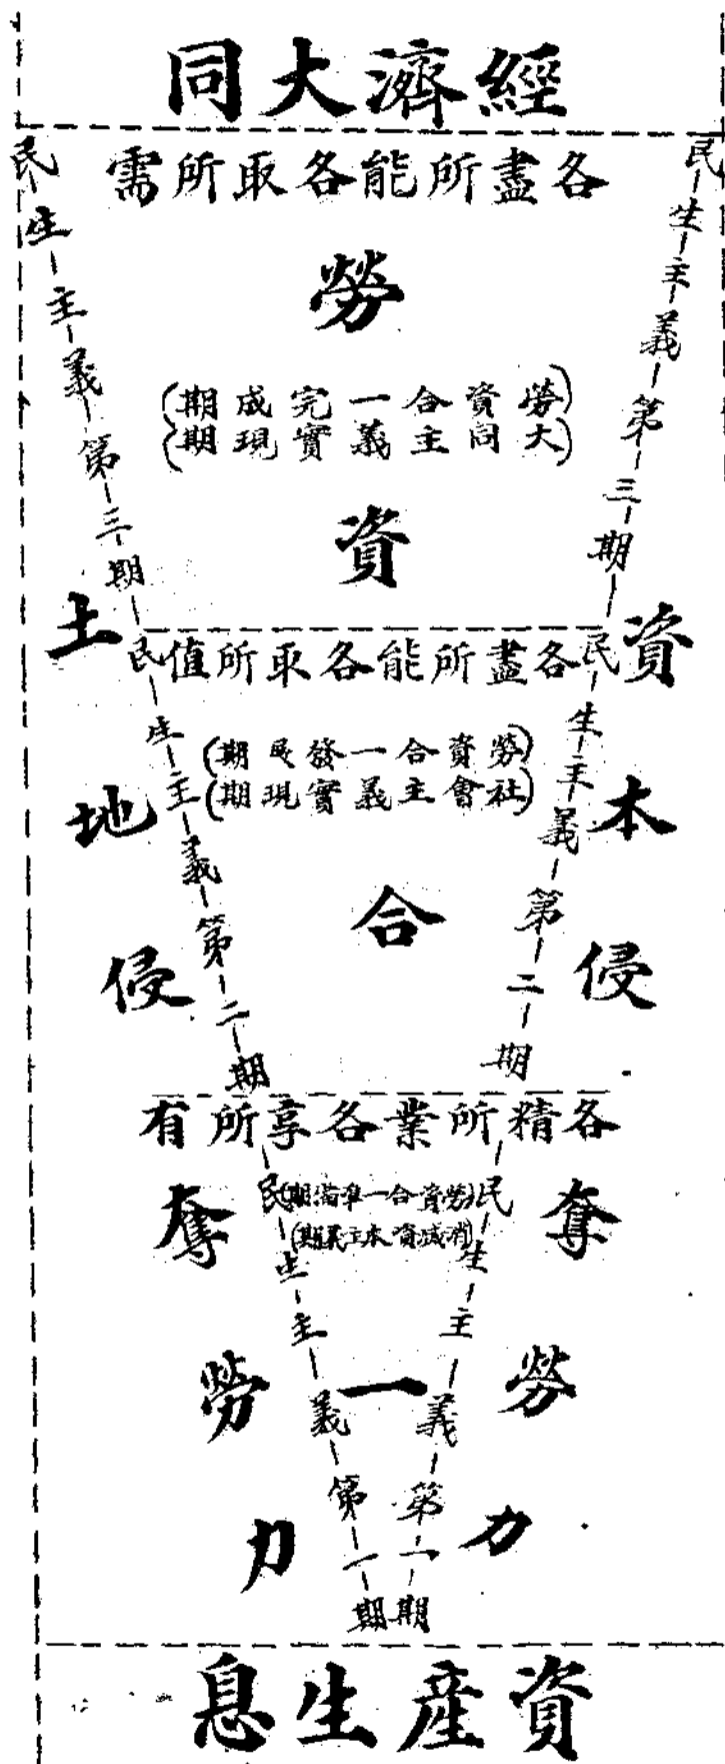 經濟大同
各盡所能各取所需
民生主義第三期
民生主義第三期
勞資合一
(勞資合一完成期)
(大同主義實現期)
各盡所能各取所值
民生主義第二期
民生主義第二期
(勞資合一發展期)
(社會主義實現期)
各精所業各享所有
民生主義第一期
民生主義第一期
(勞資合一準備期)
(消滅資本主義期)
資本侵奪勞力
土地侵奪勞力
資產生息